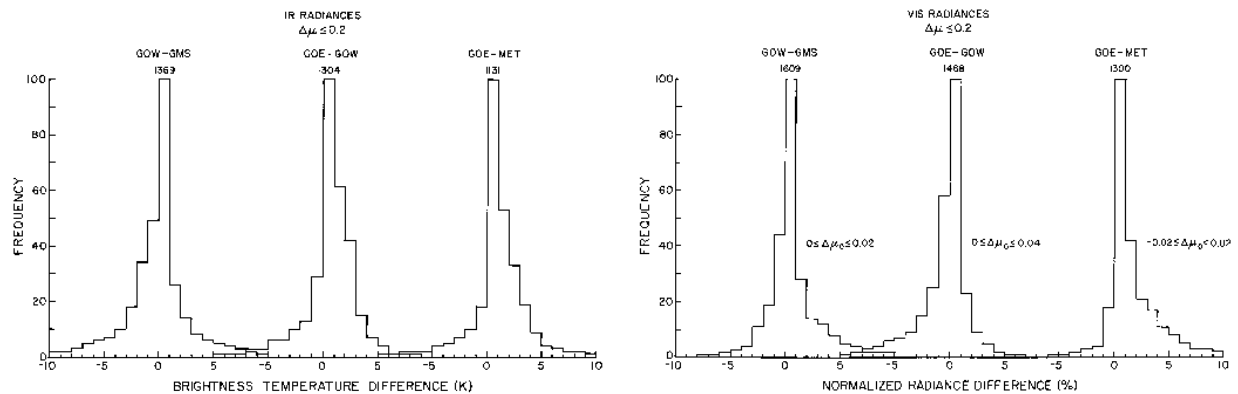 IR RADIANCES
Δμ ≤ 0.2
GOW-GMS
1369
GOE-GOW
304
GOE-MET
1131
100
80
60
40
20
0
FREQUENCY
-10 -5 0 5 -5 0 5 -5 0 5 10
BRIGHTNESS TEMPERATURE DIFFERENCE (K)
VIS RADIANCES
Δμ ≤ 0.2
GOW-GMS
1609
GOE-GOW
1468
GOE-MET
1300
100
80
60
40
20
0
FREQUENCY
0 ≤ Δμ₀ ≤ 0.02
0 ≤ Δμ₀ ≤ 0.04
-0.02 ≤ Δμ₀ ≤ 0.02
-10 -5 0 5 -5 0 5 -5 0 5 10
NORMALIZED RADIANCE DIFFERENCE (%)